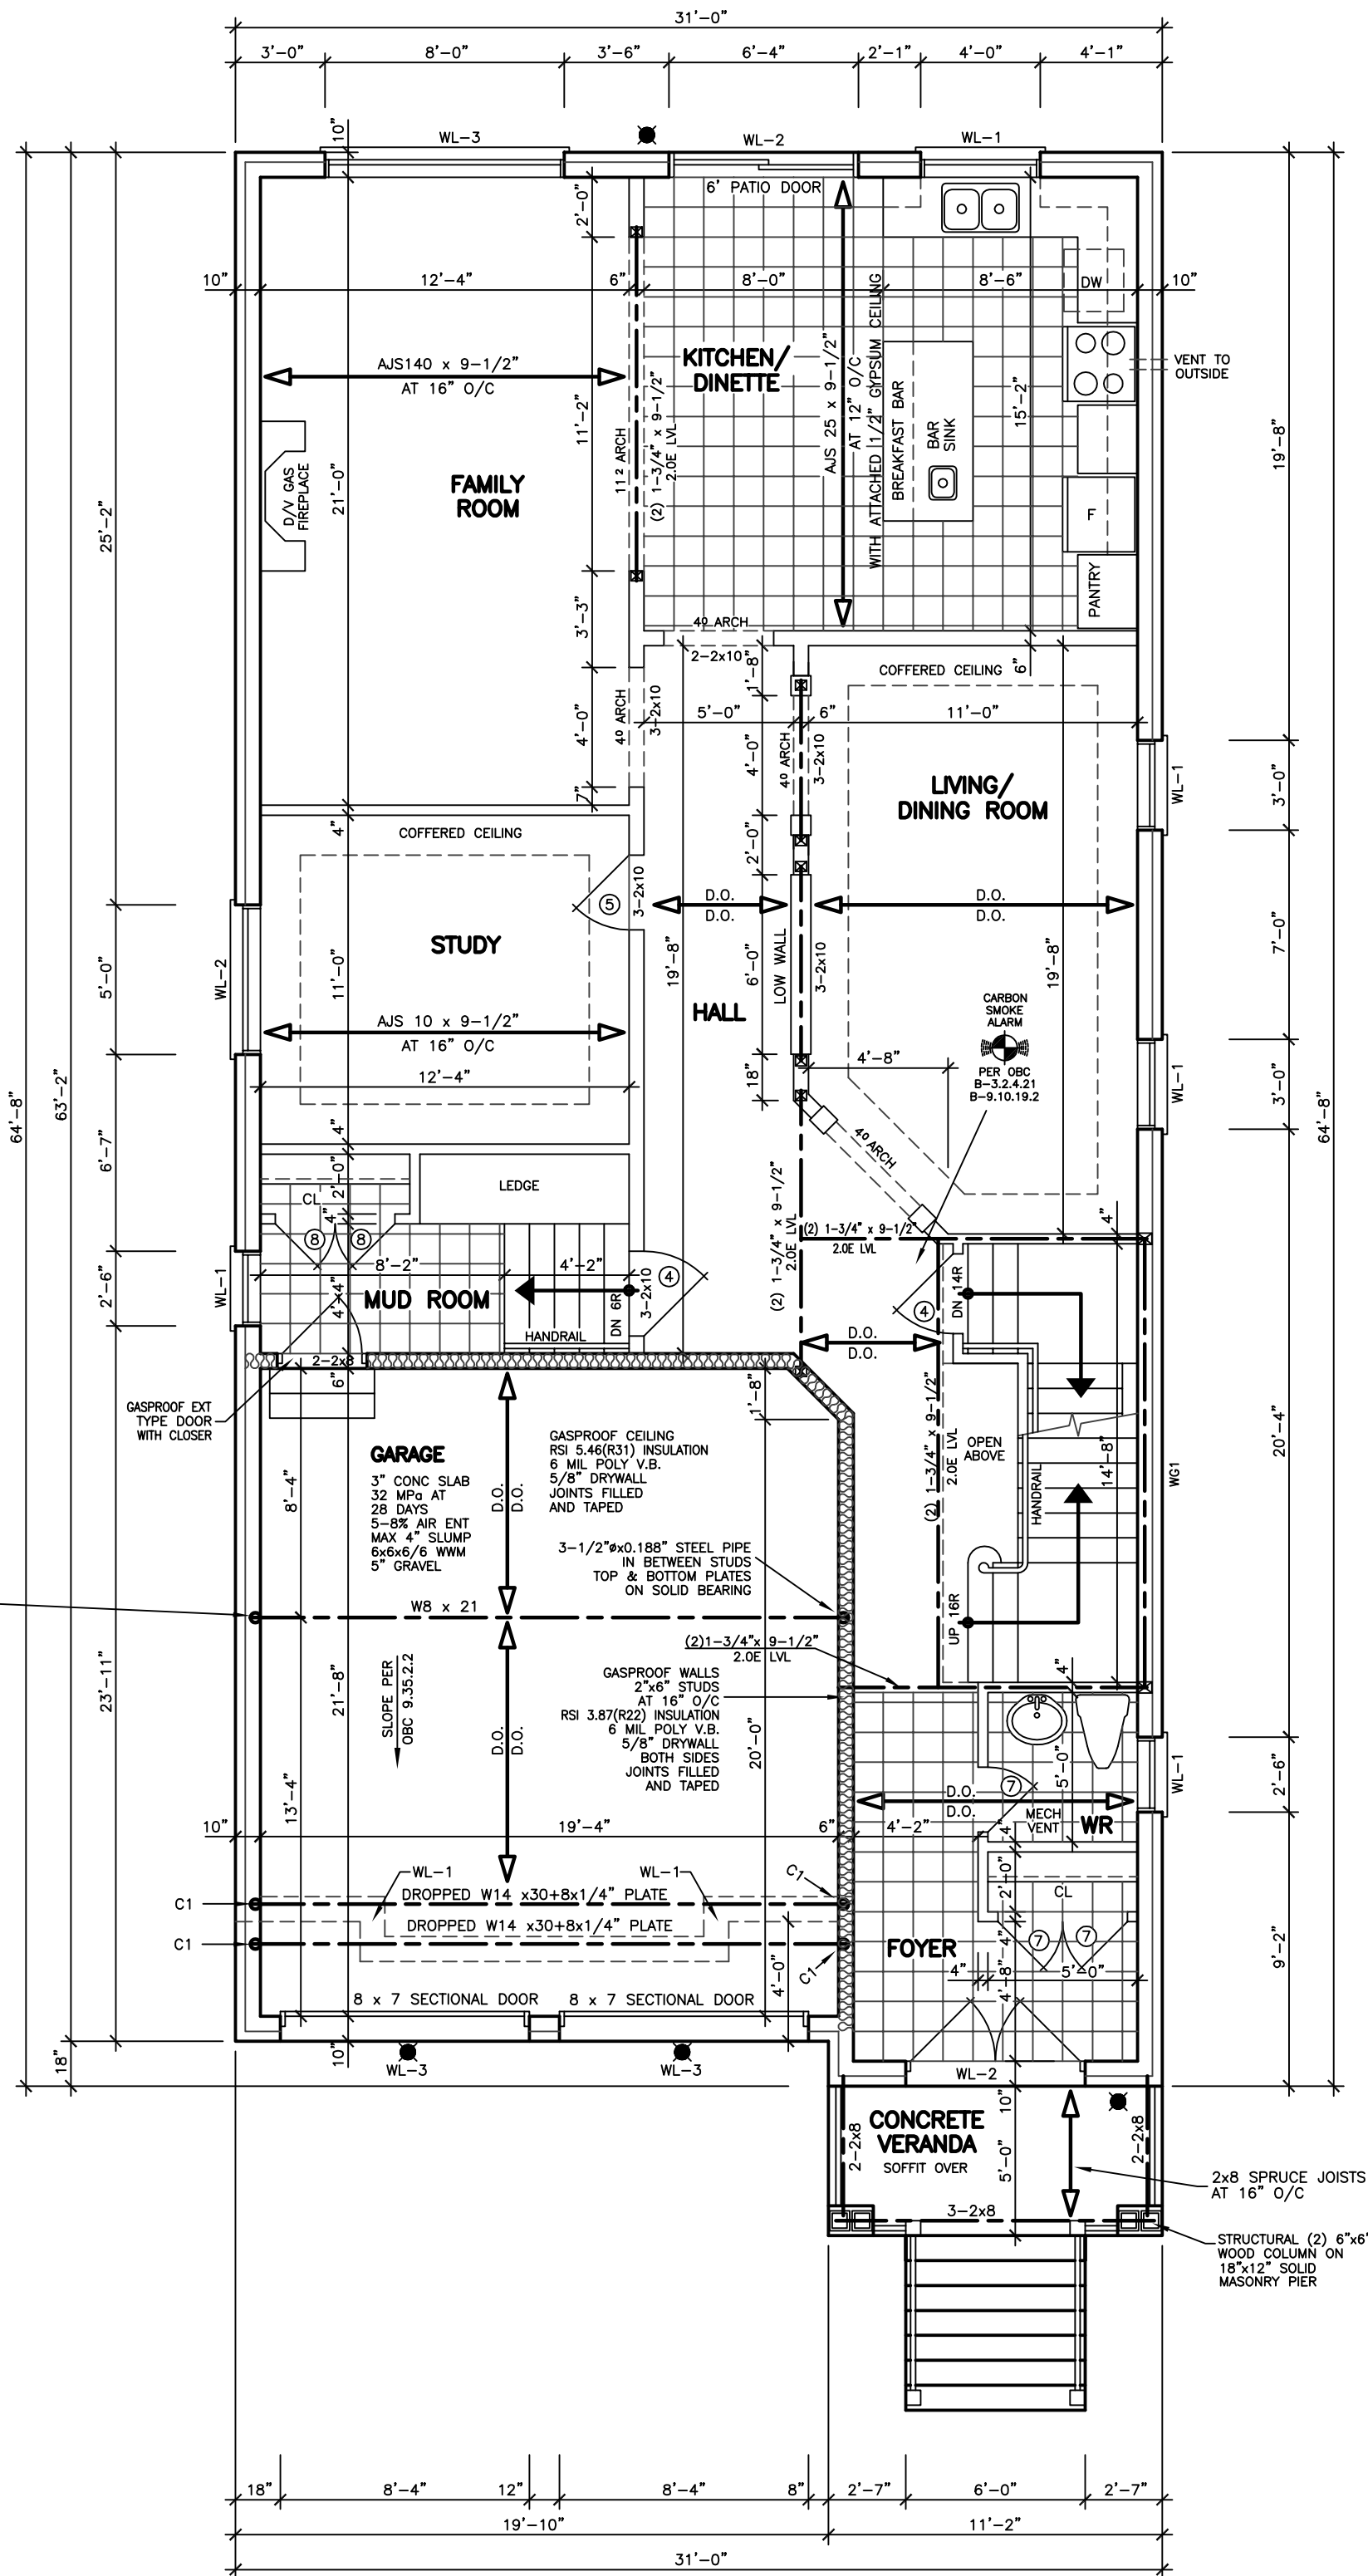 31'-0"
3'-0" 8'-0" 3'-6" 6'-4" 2'-1" 4'-0" 4'-1"
10" WL-3 WL-2 WL-1
6' PATIO DOOR
2'-0"
10" 12'-4" 6" 8'-0" 8'-6" DW 10"
KITCHEN/
DINETTE
VENT TO
OUTSIDE
AJS140 x 9-1/2"
AT 16" O/C
11'-2"
11² ARCH
(2) 1-3/4" x 9-1/2"
2.0E LVL
AJS 25 x 9-1/2"
AT 12" O/C
WITH ATTACHED 1/2" GYPSUM CEILING
BREAKFAST BAR
BAR
SINK
15'-2"
19'-8"
FAMILY
ROOM
D/V GAS
FIREPLACE
21'-0"
F
PANTRY
25'-2"
3'-3"
4⁰ ARCH
2-2x10
1'-8"
COFFERED CEILING
6"
4'-0"
4⁰ ARCH
3-2x10
5'-0" 6" 11'-0"
4'-0"
4⁰ ARCH
3-2x10
LIVING/
DINING ROOM
WL-1
3'-0"
7"
4"
COFFERED CEILING
2'-0"
5
3-2x10
D.O.
D.O.
D.O.
D.O.
7'-0"
STUDY
WL-2
5'-0"
11'-0"
19'-8"
6'-0"
LOW WALL
3-2x10
19'-8"
HALL
CARBON
SMOKE
ALARM
PER OBC
B-3.2.4.21
B-9.10.19.2
AJS 10 x 9-1/2"
AT 16" O/C
12'-4"
18"
4'-8"
WL-1
3'-0"
64'-8"
63'-2"
64'-8"
6'-7"
4"
4⁰ ARCH
CL
2'-0"
LEDGE
4"
8 8
(2) 1-3/4" x 9-1/2"
2.0E LVL
(2) 1-3/4" x 9-1/2"
2.0E LVL
4"
8'-2" 4'-2"
4
3-2x10
WL-1
2'-6"
4'-4"
MUD ROOM
DN 6R
HANDRAIL
4
DN 14R
D.O.
D.O.
2-2x8
6"
GASPROOF EXT
TYPE DOOR
WITH CLOSER
1'-8"
GARAGE
3" CONC SLAB
32 MPa AT
28 DAYS
5-8% AIR ENT
MAX 4" SLUMP
6x6x6/6 WWM
5" GRAVEL
GASPROOF CEILING
RSI 5.46(R31) INSULATION
6 MIL POLY V.B.
5/8" DRYWALL
JOINTS FILLED
AND TAPED
D.O.
D.O.
8'-4"
(2) 1-3/4" x 9-1/2"
2.0E LVL
OPEN
ABOVE
HANDRAIL
14'-8"
WG1
20'-4"
3-1/2"øx0.188" STEEL PIPE
IN BETWEEN STUDS
TOP & BOTTOM PLATES
ON SOLID BEARING
W8 x 21
UP 16R
(2)1-3/4"x 9-1/2"
2.0E LVL
23'-11"
21'-8"
SLOPE PER
OBC 9.35.2.2
D.O.
D.O.
GASPROOF WALLS
2"x6" STUDS
AT 16" O/C
RSI 3.87(R22) INSULATION
6 MIL POLY V.B.
5/8" DRYWALL
BOTH SIDES
JOINTS FILLED
AND TAPED
20'-0"
4"
5'-0"
7
D.O.
D.O.
WL-1
2'-6"
13'-4"
MECH
VENT
WR
10" 19'-4" 6" 4'-2"
4"
WL-1 WL-1
C1 DROPPED W14 x30+8x1/4" PLATE C1
C1 DROPPED W14 x30+8x1/4" PLATE C1
2'-0"
CL
7 7
FOYER
4"
4"
5'-0"
4'-8"
4'-0"
9'-2"
8 x 7 SECTIONAL DOOR 8 x 7 SECTIONAL DOOR
10"
18"
WL-3 WL-3
WL-2
10"
CONCRETE
VERANDA
SOFFIT OVER
2-2x8
2-2x8
5'-0"
2x8 SPRUCE JOISTS
AT 16" O/C
3-2x8
STRUCTURAL (2) 6"x6"
WOOD COLUMN ON
18"x12" SOLID
MASONRY PIER
18" 8'-4" 12" 8'-4" 8" 2'-7" 6'-0" 2'-7"
19'-10" 11'-2"
31'-0"